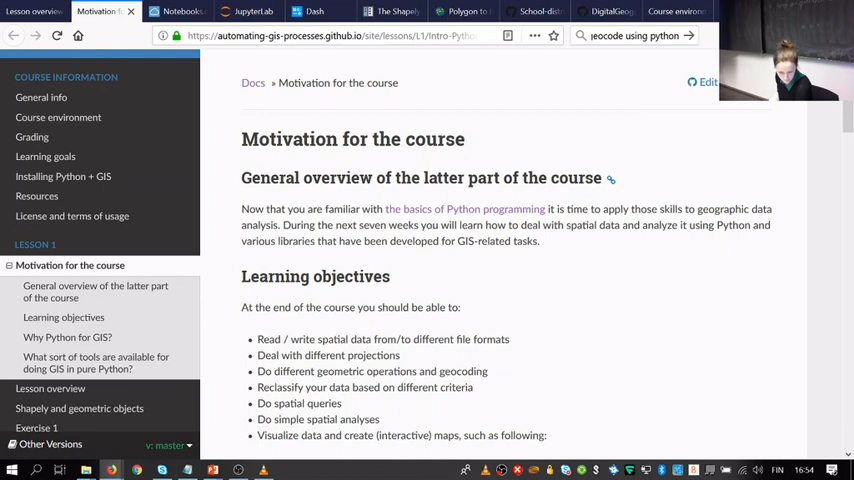 Lesson overview
Motivation for the
Notebooks
JupyterLab
Dash
The Shapely
Polygon to
School-distr
DigitalGeog
Course environ
https://automating-gis-processes.github.io/site/lessons/L1/Intro-Pytho
geocode using python
COURSE INFORMATION
General info
Course environment
Grading
Learning goals
Installing Python + GIS
Resources
License and terms of usage
LESSON 1
Motivation for the course
General overview of the latter part
of the course
Learning objectives
Why Python for GIS?
What sort of tools are available for
doing GIS in pure Python?
Lesson overview
Shapely and geometric objects
Exercise 1
Other Versions
v: master
Docs » Motivation for the course
Edit
Motivation for the course
General overview of the latter part of the course
Now that you are familiar with the basics of Python programming it is time to apply those skills to geographic data
analysis. During the next seven weeks you will learn how to deal with spatial data and analyze it using Python and
various libraries that have been developed for GIS-related tasks.
Learning objectives
At the end of the course you should be able to:
• Read / write spatial data from/to different file formats
• Deal with different projections
• Do different geometric operations and geocoding
• Reclassify your data based on different criteria
• Do spatial queries
• Do simple spatial analyses
• Visualize data and create (interactive) maps, such as following:
FIN
16:54